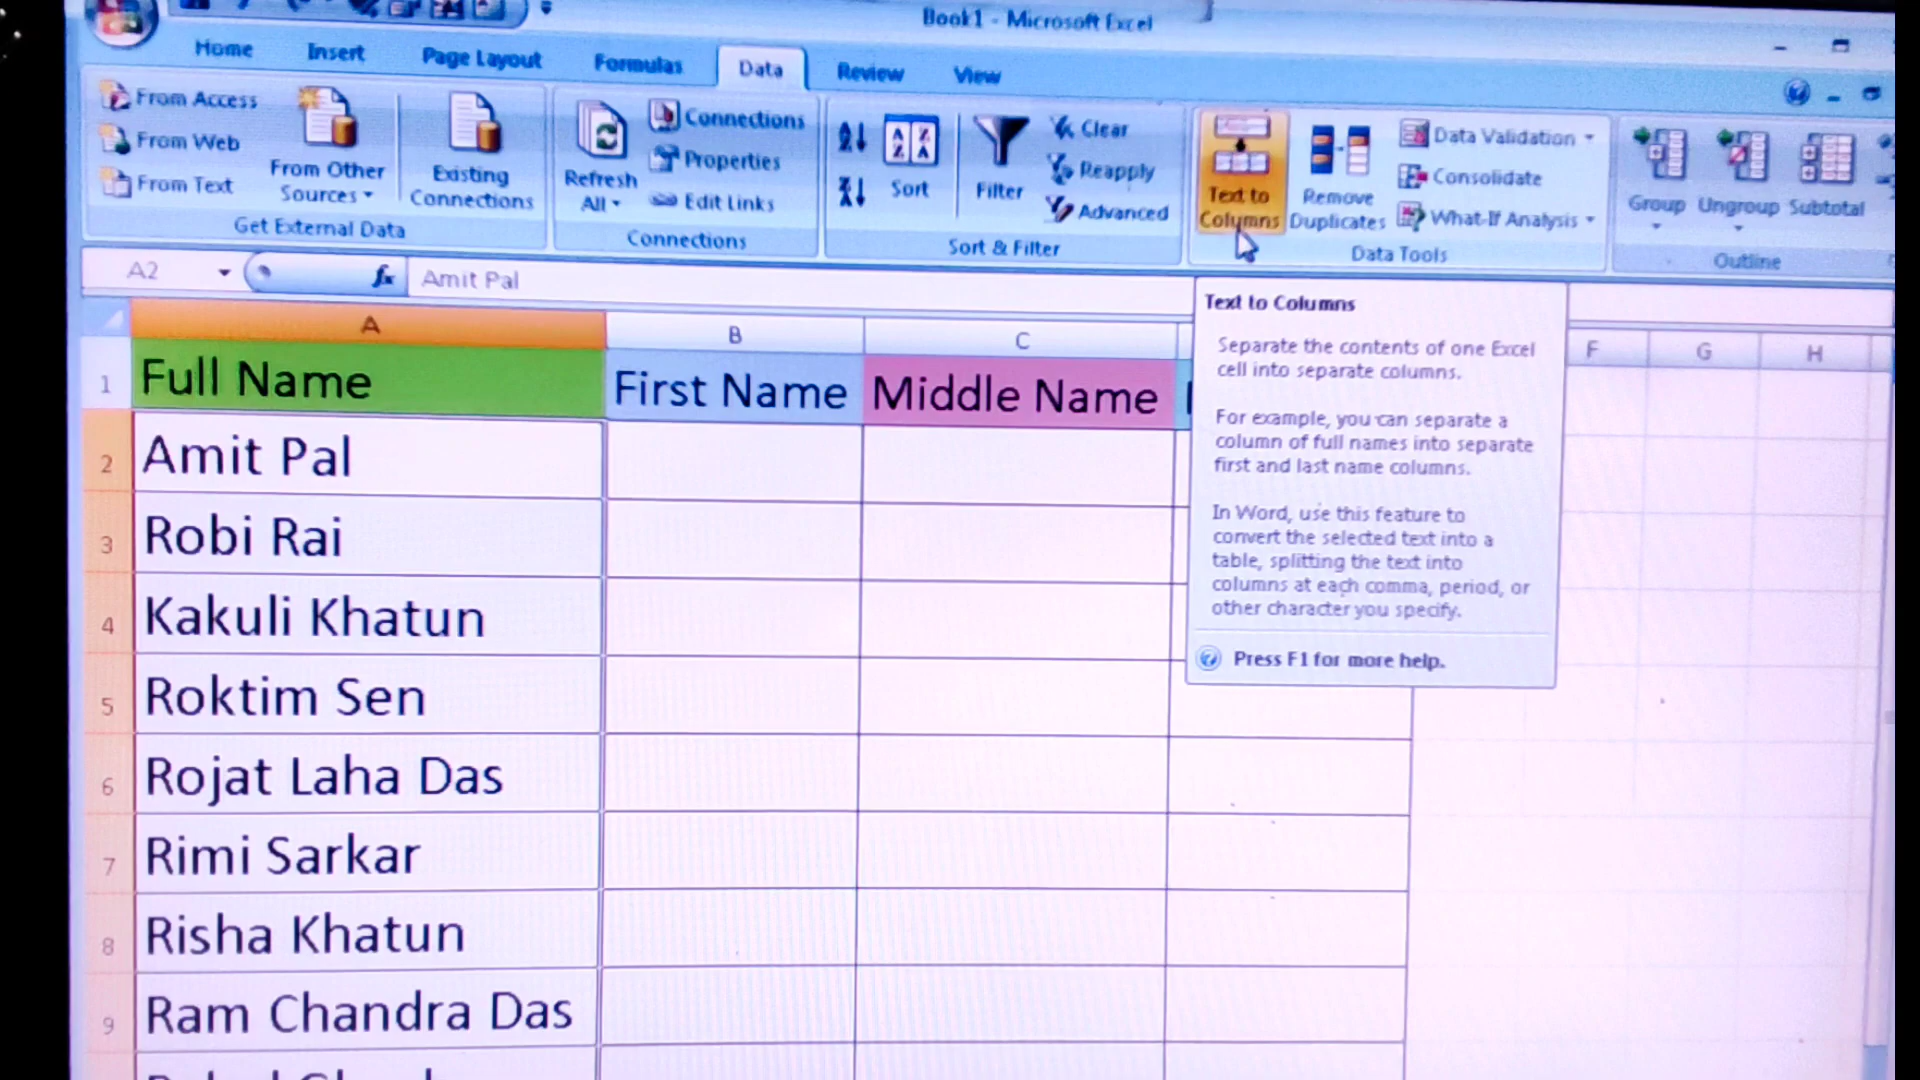 Book1 - Microsoft Excel
Home Insert Page Layout Formulas Data Review View
From Access
From Web
From Text
From Other
Sources
Existing
Connections
Get External Data
Refresh
All
Connections
Properties
Edit Links
Connections
A
Z
Z
A
Sort
Filter
Clear
Reapply
Advanced
Sort & Filter
Text to
Columns
Remove
Duplicates
Data Validation
Consolidate
What-If Analysis
Data Tools
Group Ungroup Subtotal
Outline
A2 fx Amit Pal
Text to Columns
Separate the contents of one Excel
cell into separate columns.
For example, you can separate a
column of full names into separate
first and last name columns.
In Word, use this feature to
convert the selected text into a
table, splitting the text into
columns at each comma, period, or
other character you specify.
Press F1 for more help.
A B C F G H
1 Full Name First Name Middle Name
2 Amit Pal
3 Robi Rai
4 Kakuli Khatun
5 Roktim Sen
6 Rojat Laha Das
7 Rimi Sarkar
8 Risha Khatun
9 Ram Chandra Das